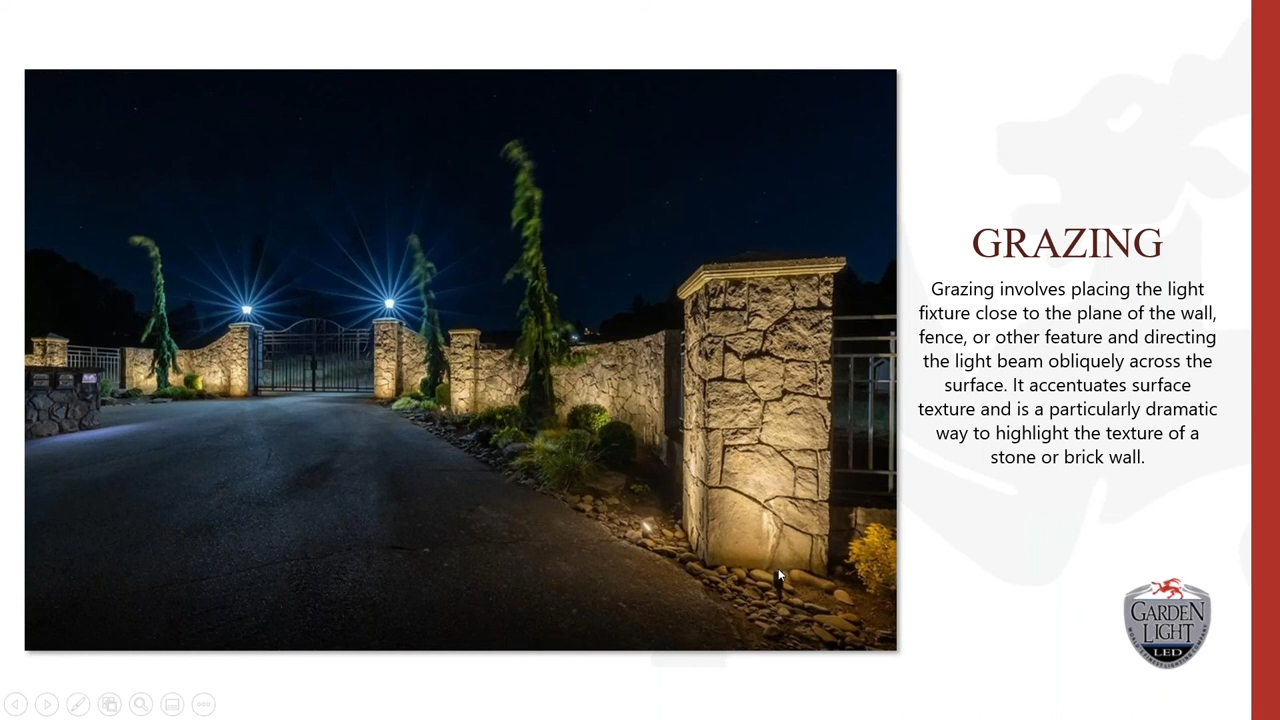 GRAZING
Grazing involves placing the light
fixture close to the plane of the wall,
fence, or other feature and directing
the light beam obliquely across the
surface. It accentuates surface
texture and is a particularly dramatic
way to highlight the texture of a
stone or brick wall.
GARDEN
LIGHT
LED